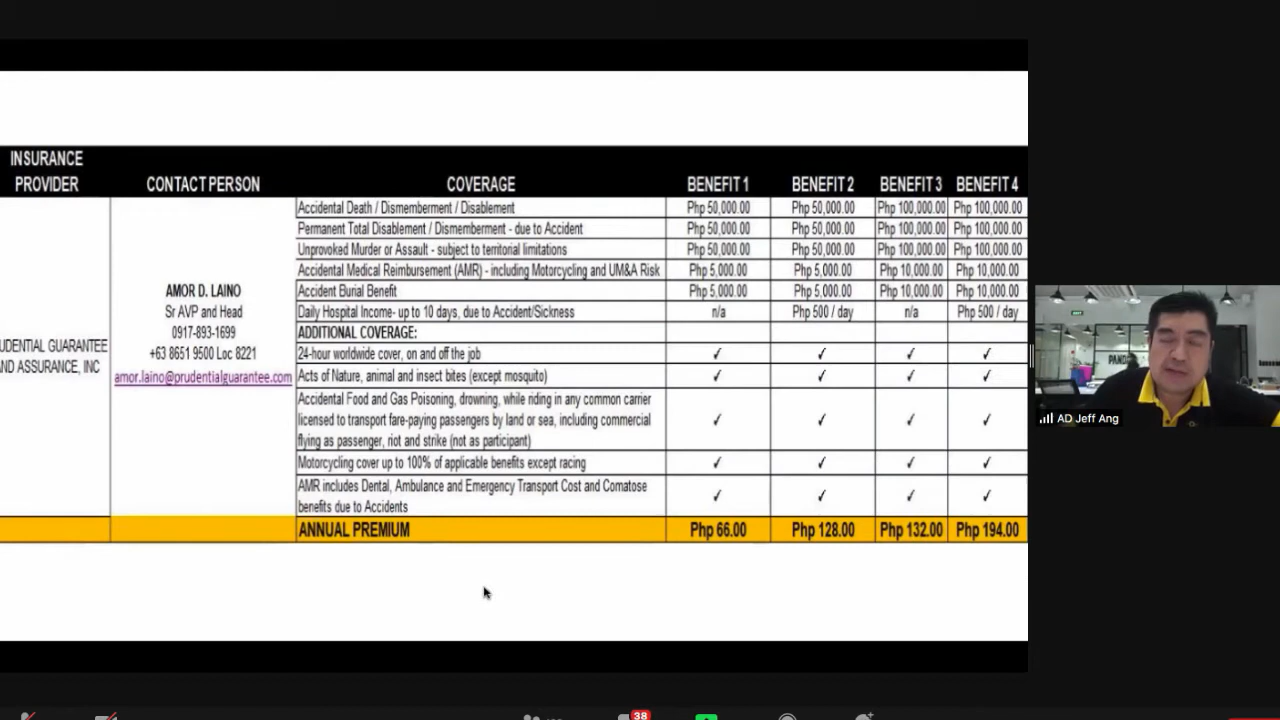 INSURANCE
PROVIDER
CONTACT PERSON
COVERAGE
BENEFIT 1
BENEFIT 2
BENEFIT 3
BENEFIT 4
UDENTIAL GUARANTEE
ND ASSURANCE, INC
AMOR D. LAINO
Sr AVP and Head
0917-893-1699
+63 8651 9500 Loc 8221
amor.laino@prudentialguarantee.com
Accidental Death / Dismemberment / Disablement Php 50,000.00 Php 50,000.00 Php 100,000.00 Php 100,000.00
Permanent Total Disablement / Dismemberment - due to Accident Php 50,000.00 Php 50,000.00 Php 100,000.00 Php 100,000.00
Unprovoked Murder or Assault - subject to territorial limitations Php 50,000.00 Php 50,000.00 Php 100,000.00 Php 100,000.00
Accidental Medical Reimbursement (AMR) - including Motorcycling and UM&A Risk Php 5,000.00 Php 5,000.00 Php 10,000.00 Php 10,000.00
Accident Burial Benefit Php 5,000.00 Php 5,000.00 Php 10,000.00 Php 10,000.00
Daily Hospital Income- up to 10 days, due to Accident/Sickness n/a Php 500 / day n/a Php 500 / day
ADDITIONAL COVERAGE:
24-hour worldwide cover, on and off the job ✓ ✓ ✓ ✓
Acts of Nature, animal and insect bites (except mosquito) ✓ ✓ ✓ ✓
Accidental Food and Gas Poisoning, drowning, while riding in any common carrier
licensed to transport fare-paying passengers by land or sea, including commercial ✓ ✓ ✓ ✓
flying as passenger, riot and strike (not as participant)
Motorcycling cover up to 100% of applicable benefits except racing ✓ ✓ ✓ ✓
AMR includes Dental, Ambulance and Emergency Transport Cost and Comatose ✓ ✓ ✓ ✓
benefits due to Accidents
ANNUAL PREMIUM Php 66.00 Php 128.00 Php 132.00 Php 194.00
PAND
AD Jeff Ang
38